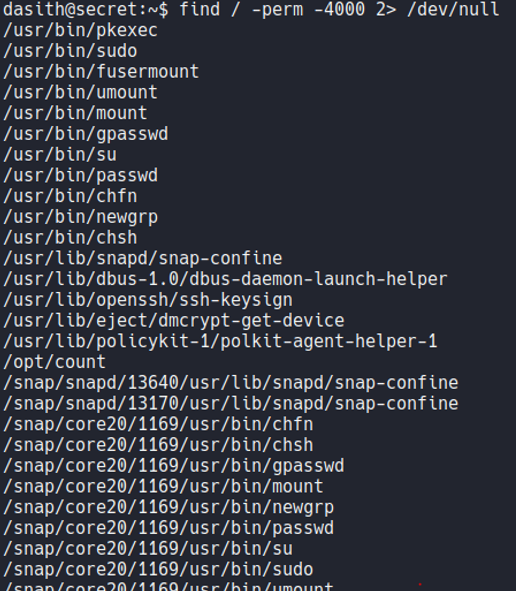 dasith@secret:~$ find / -perm -4000 2> /dev/null
/usr/bin/pkexec
/usr/bin/sudo
/usr/bin/fusermount
/usr/bin/umount
/usr/bin/mount
/usr/bin/gpasswd
/usr/bin/su
/usr/bin/passwd
/usr/bin/chfn
/usr/bin/newgrp
/usr/bin/chsh
/usr/lib/snapd/snap-confine
/usr/lib/dbus-1.0/dbus-daemon-launch-helper
/usr/lib/openssh/ssh-keysign
/usr/lib/eject/dmcrypt-get-device
/usr/lib/policykit-1/polkit-agent-helper-1
/opt/count
/snap/snapd/13640/usr/lib/snapd/snap-confine
/snap/snapd/13170/usr/lib/snapd/snap-confine
/snap/core20/1169/usr/bin/chfn
/snap/core20/1169/usr/bin/chsh
/snap/core20/1169/usr/bin/gpasswd
/snap/core20/1169/usr/bin/mount
/snap/core20/1169/usr/bin/newgrp
/snap/core20/1169/usr/bin/passwd
/snap/core20/1169/usr/bin/su
/snap/core20/1169/usr/bin/sudo
/snap/core20/1169/usr/bin/umount